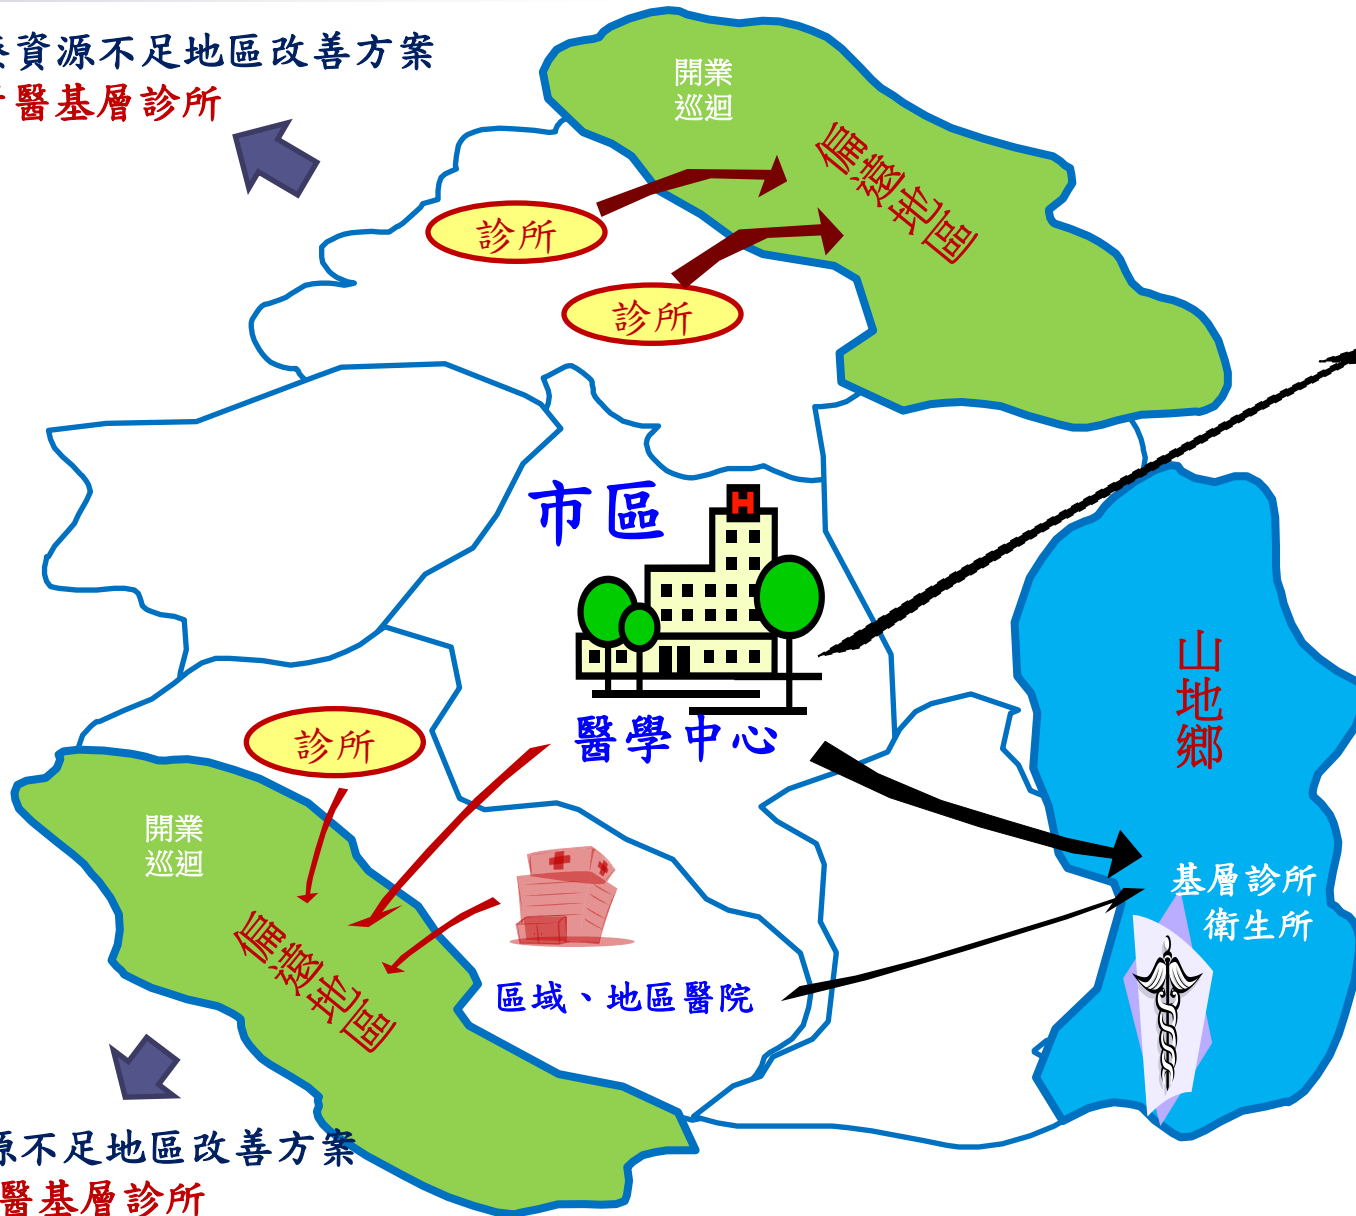 資源不足地區改善方案
醫基層診所
開業
巡迴
偏遠地區
診所
診所
市區
H
醫學中心
山地鄉
診所
開業
巡迴
偏遠地區
基層診所
衛生所
區域、地區醫院
源不足地區改善方案
醫基層診所